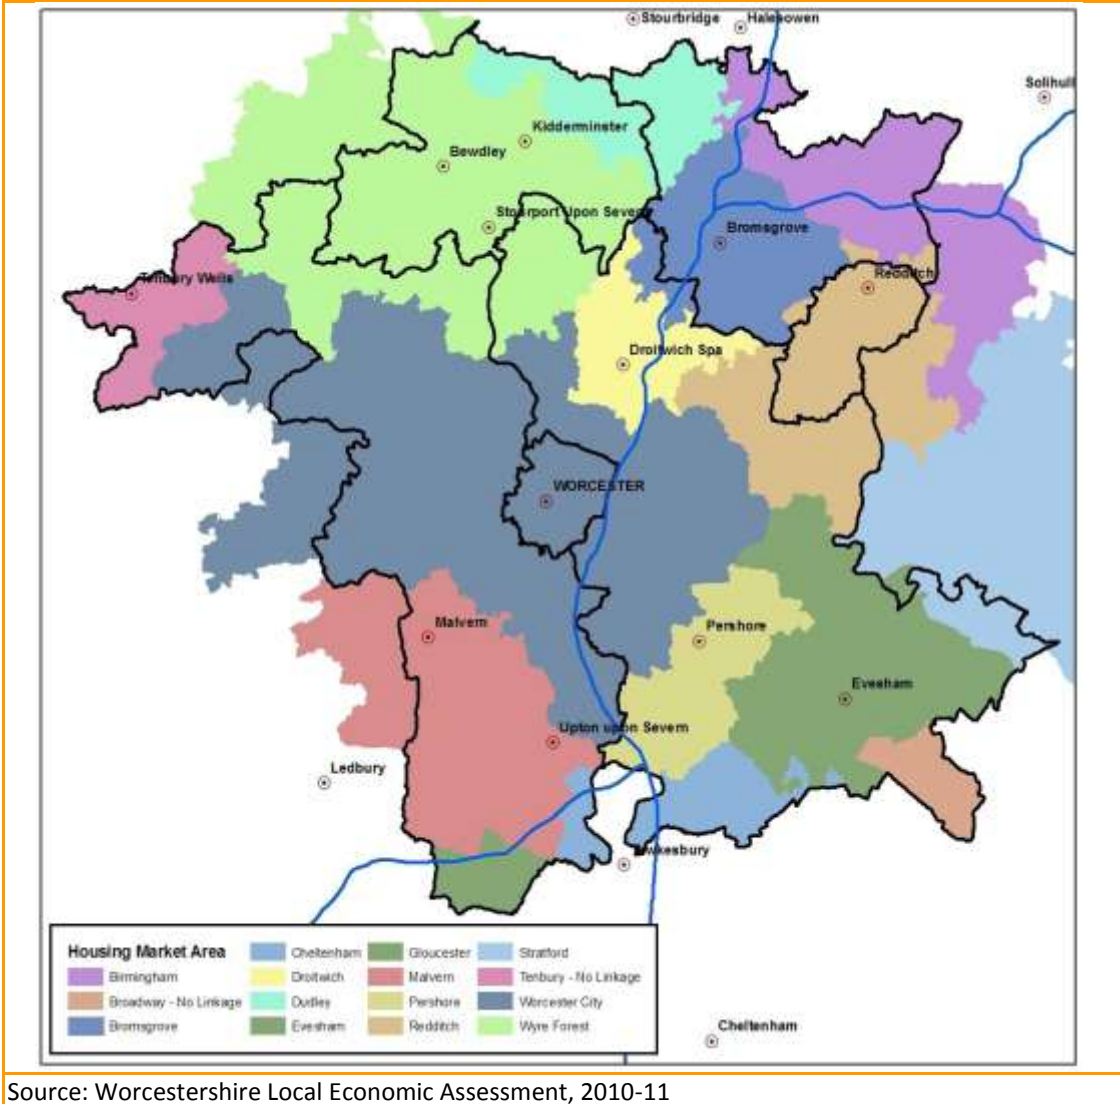 Stourbridge
Halesowen
Solihull
Kidderminster
Bewdley
Stourport Upon Severn
Bromsgrove
Tenbury Wells
Redditch
Droitwich Spa
WORCESTER
Malvern
Pershore
Evesham
Upton upon Severn
Ledbury
Tewkesbury
Housing Market Area
Birmingham
Broadway - No Linkage
Bromsgrove
Cheltenham
Droitwich
Dudley
Evesham
Gloucester
Malvern
Pershore
Redditch
Stratford
Tenbury - No Linkage
Worcester City
Wyre Forest
Cheltenham
Source: Worcestershire Local Economic Assessment, 2010-11